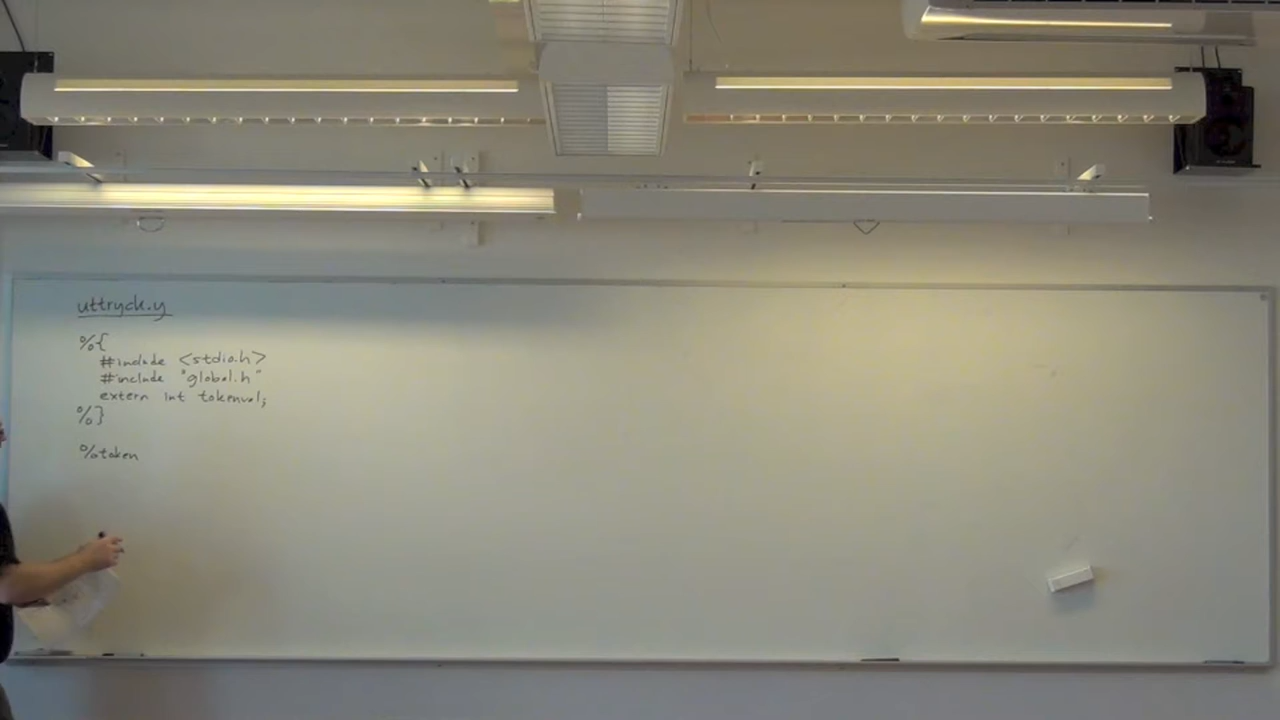 uttryck.y
%{
#include <stdio.h>
#include "global.h"
extern int tokenval;
%}
%token